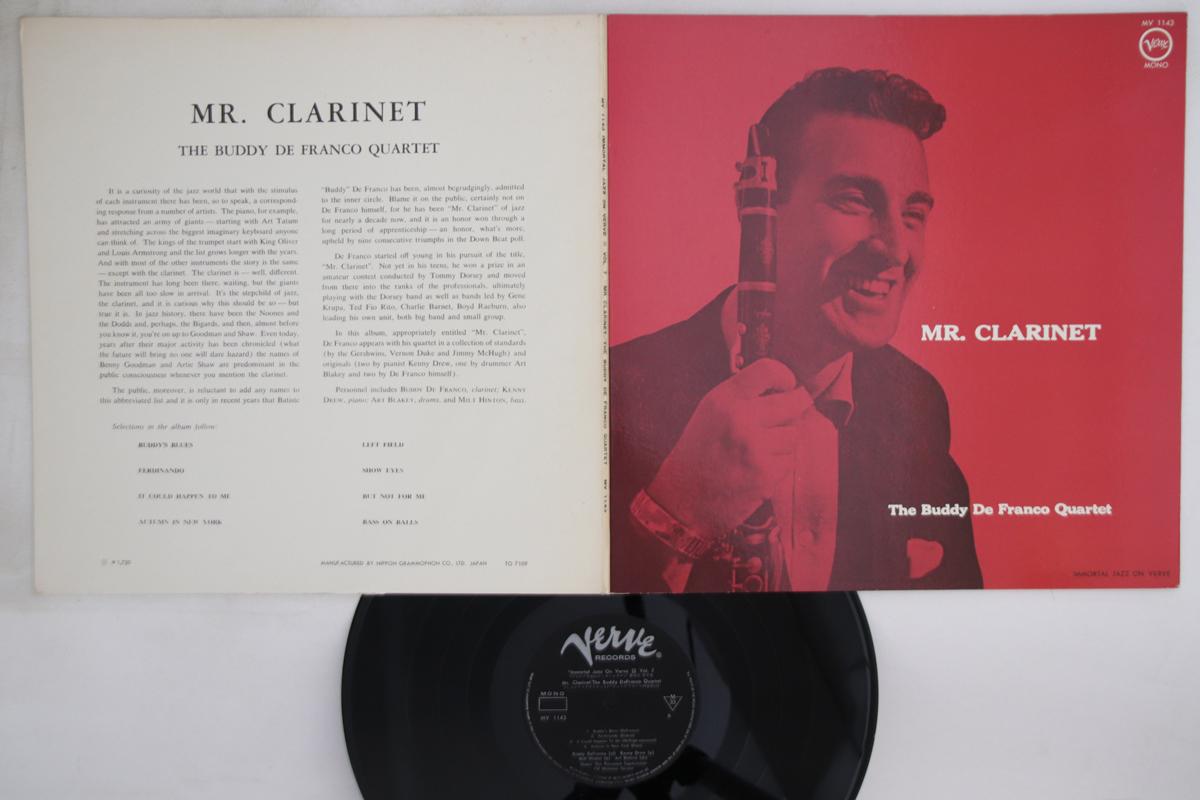 MR. CLARINET
THE BUDDY DE FRANCO QUARTET
It is a curiosity of the jazz world that with the stimulus
of each instrument there has been, so to speak, a correspond-
ing response from a number of artists. The piano, for example,
has attracted an army of giants — starting with Art Tatum
and stretching across the biggest imaginary keyboard anyone
can think of. The kings of the trumpet start with King Oliver
and Louis Armstrong and the list grows longer with the years.
And with most of the other instruments the story is the same
— except with the clarinet. The clarinet is — well, different.
The instrument has long been there, waiting, but the giants
have been all too slow in arrival. It's the stepchild of jazz,
the clarinet, and it is curious why this should be so — but
true it is. In jazz history, there have been the Noones and
the Dodds and, perhaps, the Bigards, and then, almost before
you know it, you're on up to Goodman and Shaw. Even today,
years after their major activity has been chronicled (what
the future will bring no one will dare hazard) the names of
Benny Goodman and Artie Shaw are predominant in the
public consciousness whenever you mention the clarinet.
The public, moreover, is reluctant to add any names to
this abbreviated list and it is only in recent years that Batiste
"Buddy" De Franco has been, almost begrudgingly, admitted
to the inner circle. Blame it on the public, certainly not on
De Franco himself, for he has been "Mr. Clarinet" of jazz
for nearly a decade now, and it is an honor won through a
long period of apprenticeship — an honor, what's more,
upheld by nine consecutive triumphs in the Down Beat poll.
De Franco started off young in his pursuit of the title,
"Mr. Clarinet". Not yet in his teens, he won a prize in an
amateur contest conducted by Tommy Dorsey and moved
from there into the ranks of the professionals, ultimately
playing with the Dorsey band as well as bands led by Gene
Krupa, Ted Fio Rito, Charlie Barnet, Boyd Raeburn, also
leading his own unit, both big band and small group.
In this album, appropriately entitled "Mr. Clarinet",
De Franco appears with his quartet in a collection of standards
(by the Gershwins, Vernon Duke and Jimmy McHugh) and
originals (two by pianist Kenny Drew, one by drummer Art
Blakey and two by De Franco himself).
Personnel includes BUDDY DE FRANCO, clarinet; KENNY
DREW, piano; ART BLAKEY, drums, and MILT HINTON, bass.
Selections in the album follow:
BUDDY'S BLUES
FERDINANDO
IT COULD HAPPEN TO ME
AUTUMN IN NEW YORK
LEFT FIELD
SHOW EYES
BUT NOT FOR ME
BASS ON BALLS
MANUFACTURED BY NIPPON GRAMMOPHON CO., LTD. JAPAN
MV 1143 IMMORTAL JAZZ ON VERVE VOL. 7 MR. CLARINET THE BUDDY DE FRANCO QUARTET MV 1143
MV 1143
Verve
MONO
MR. CLARINET
The Buddy De Franco Quartet
IMMORTAL JAZZ ON VERVE
Verve
RECORDS
Mr. Clarinet/The Buddy DeFranco Quartet
MONO
MV 1143